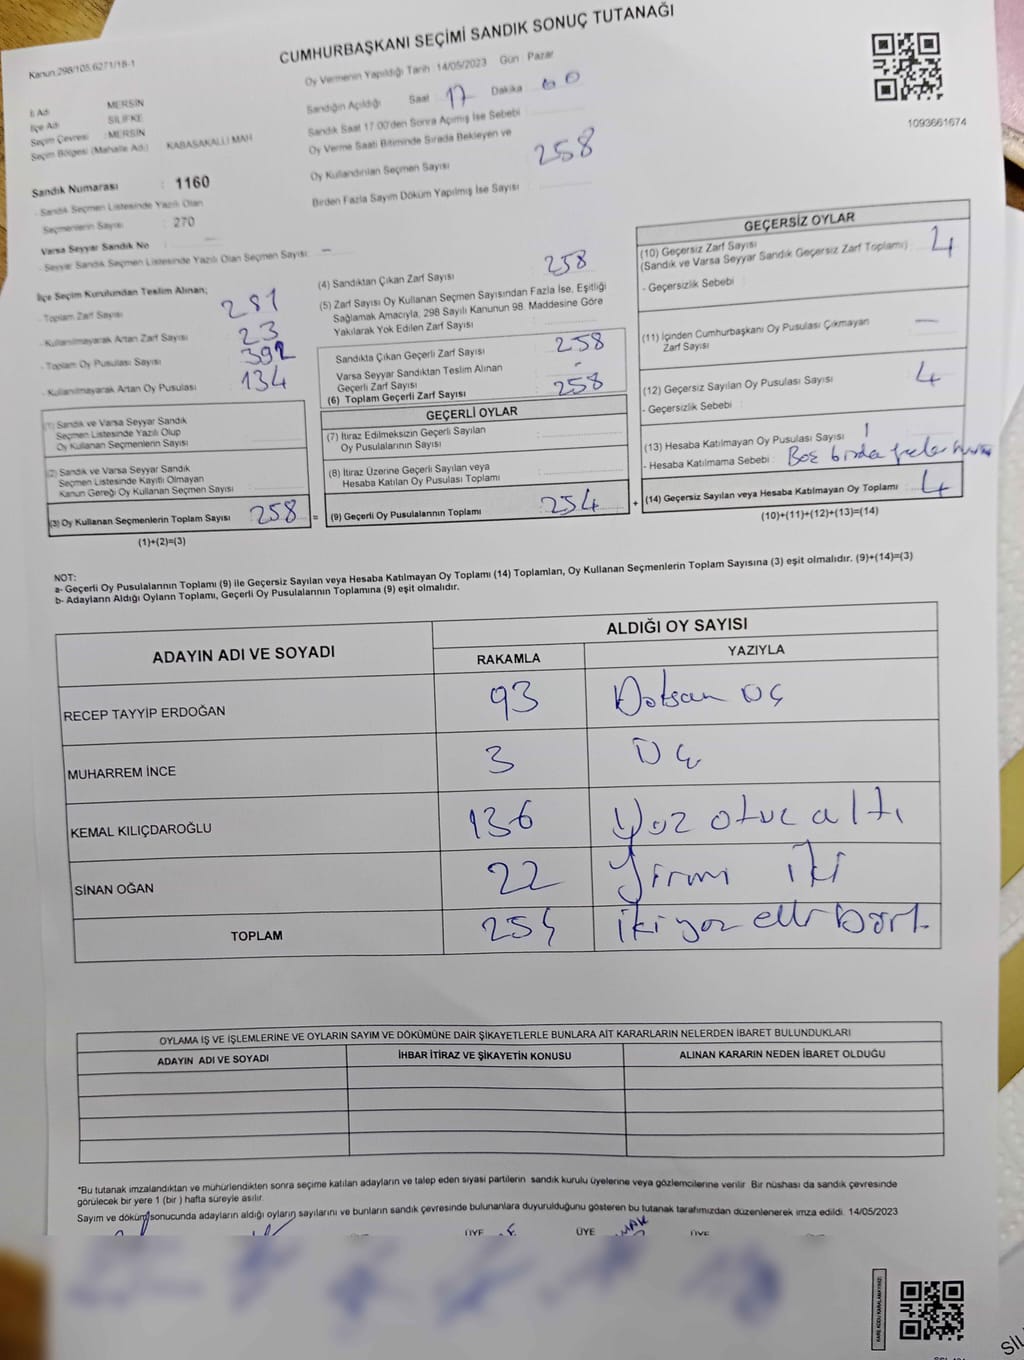 CUMHURBAŞKANI SEÇİMİ SANDIK SONUÇ TUTANAĞI
Kanun:298/105,6271/18-1
Oy Vermenin Yapıldığı Tarih :14/05/2023 Gün : Pazar
Sandığın Açıldığı Saat 17 Dakika 00
Sandık Saat 17:00'den Sonra Açılmış İse Sebebi
Oy Verme Saati Bitiminde Sırada Bekleyen ve
Oy Kullandırılan Seçmen Sayısı 258
Birden Fazla Sayım Döküm Yapılmış İse Sayısı
1093661674
İl Adı MERSİN
İlçe Adı SİLİFKE
Seçim Çevresi : MERSİN
Seçim Bölgesi (Mahalle Adı) KABASAKALLI MAH
Sandık Numarası : 1160
- Sandık Seçmen Listesinde Yazılı Olan
Seçmenlerin Sayısı : 270
Varsa Seyyar Sandık No
- Seyyar Sandık Seçmen Listesinde Yazılı Olan Seçmen Sayısı: –
İlçe Seçim Kurulundan Teslim Alınan;
- Toplam Zarf Sayısı 281
- Kullanılmayarak Artan Zarf Sayısı 23
- Toplam Oy Pusulası Sayısı 392
- Kullanılmayarak Artan Oy Pusulası 134
(1) Sandık ve Varsa Seyyar Sandık
Seçmen Listesinde Yazılı Olup
Oy Kullanan Seçmenlerin Sayısı
(2) Sandık ve Varsa Seyyar Sandık
Seçmen Listesinde Kayıtlı Olmayan
Kanun Gereği Oy Kullanan Seçmen Sayısı
(3) Oy Kullanan Seçmenlerin Toplam Sayısı 258
(1)+(2)=(3)
(4) Sandıktan Çıkan Zarf Sayısı 258
(5) Zarf Sayısı Oy Kullanan Seçmen Sayısından Fazla İse, Eşitliği
Sağlamak Amacıyla, 298 Sayılı Kanunun 98. Maddesine Göre
Yakılarak Yok Edilen Zarf Sayısı
Sandıkta Çıkan Geçerli Zarf Sayısı : 258
Varsa Seyyar Sandıktan Teslim Alınan
Geçerli Zarf Sayısı : -
(6) Toplam Geçerli Zarf Sayısı 258
GEÇERLİ OYLAR
(7) İtiraz Edilmeksizin Geçerli Sayılan
Oy Pusulalarının Sayısı :
(8) İtiraz Üzerine Geçerli Sayılan veya
Hesaba Katılan Oy Pusulası Toplamı :
= (9) Geçerli Oy Pusulalarının Toplamı 254
GEÇERSİZ OYLAR
(10) Geçersiz Zarf Sayısı
(Sandık ve Varsa Seyyar Sandık Geçersiz Zarf Toplamı) : 4
- Geçersizlik Sebebi
(11) İçinden Cumhurbaşkanı Oy Pusulası Çıkmayan
Zarf Sayısı –
(12) Geçersiz Sayılan Oy Pusulası Sayısı 4
- Geçersizlik Sebebi :
(13) Hesaba Katılmayan Oy Pusulası Sayısı
- Hesaba Katılmama Sebebi : Boş birden fazla
+ (14) Geçersiz Sayılan veya Hesaba Katılmayan Oy Toplamı 4
(10)+(11)+(12)+(13)=(14)
NOT:
a- Geçerli Oy Pusulalarının Toplamı (9) ile Geçersiz Sayılan veya Hesaba Katılmayan Oy Toplamı (14) Toplamları, Oy Kullanan Seçmenlerin Toplam Sayısına (3) eşit olmalıdır. (9)+(14)=(3)
b- Adayların Aldığı Oyların Toplamı, Geçerli Oy Pusulalarının Toplamına (9) eşit olmalıdır.
ADAYIN ADI VE SOYADI ALDIĞI OY SAYISI
RAKAMLA YAZIYLA
RECEP TAYYİP ERDOĞAN 93 Doksan üç
MUHARREM İNCE 3 Üç
KEMAL KILIÇDAROĞLU 136 Yüz otuz altı
SİNAN OĞAN 22 Yirmi iki
TOPLAM 254 iki yüz elli Dört
OYLAMA İŞ VE İŞLEMLERİNE VE OYLARIN SAYIM VE DÖKÜMÜNE DAİR ŞİKAYETLERLE BUNLARA AİT KARARLARIN NELERDEN İBARET BULUNDUKLARI
ADAYIN ADI VE SOYADI İHBAR İTİRAZ VE ŞİKAYETİN KONUSU ALINAN KARARIN NEDEN İBARET OLDUĞU
*Bu tutanak imzalandıktan ve mühürlendikten sonra seçime katılan adayların ve talep eden siyasi partilerin sandık kurulu üyelerine veya gözlemcilerine verilir. Bir nüshası da sandık çevresinde
görülecek bir yere 1 (bir ) hafta süreyle asılır.
Sayım ve döküm sonucunda adayların aldığı oyların sayılarını ve bunların sandık çevresinde bulunanlara duyurulduğunu gösteren bu tutanak tarafımızdan düzenlenerek imza edildi. 14/05/2023
ÜYE ÜYE ÜYE
KARE KODU KARALAMAYINIZ!